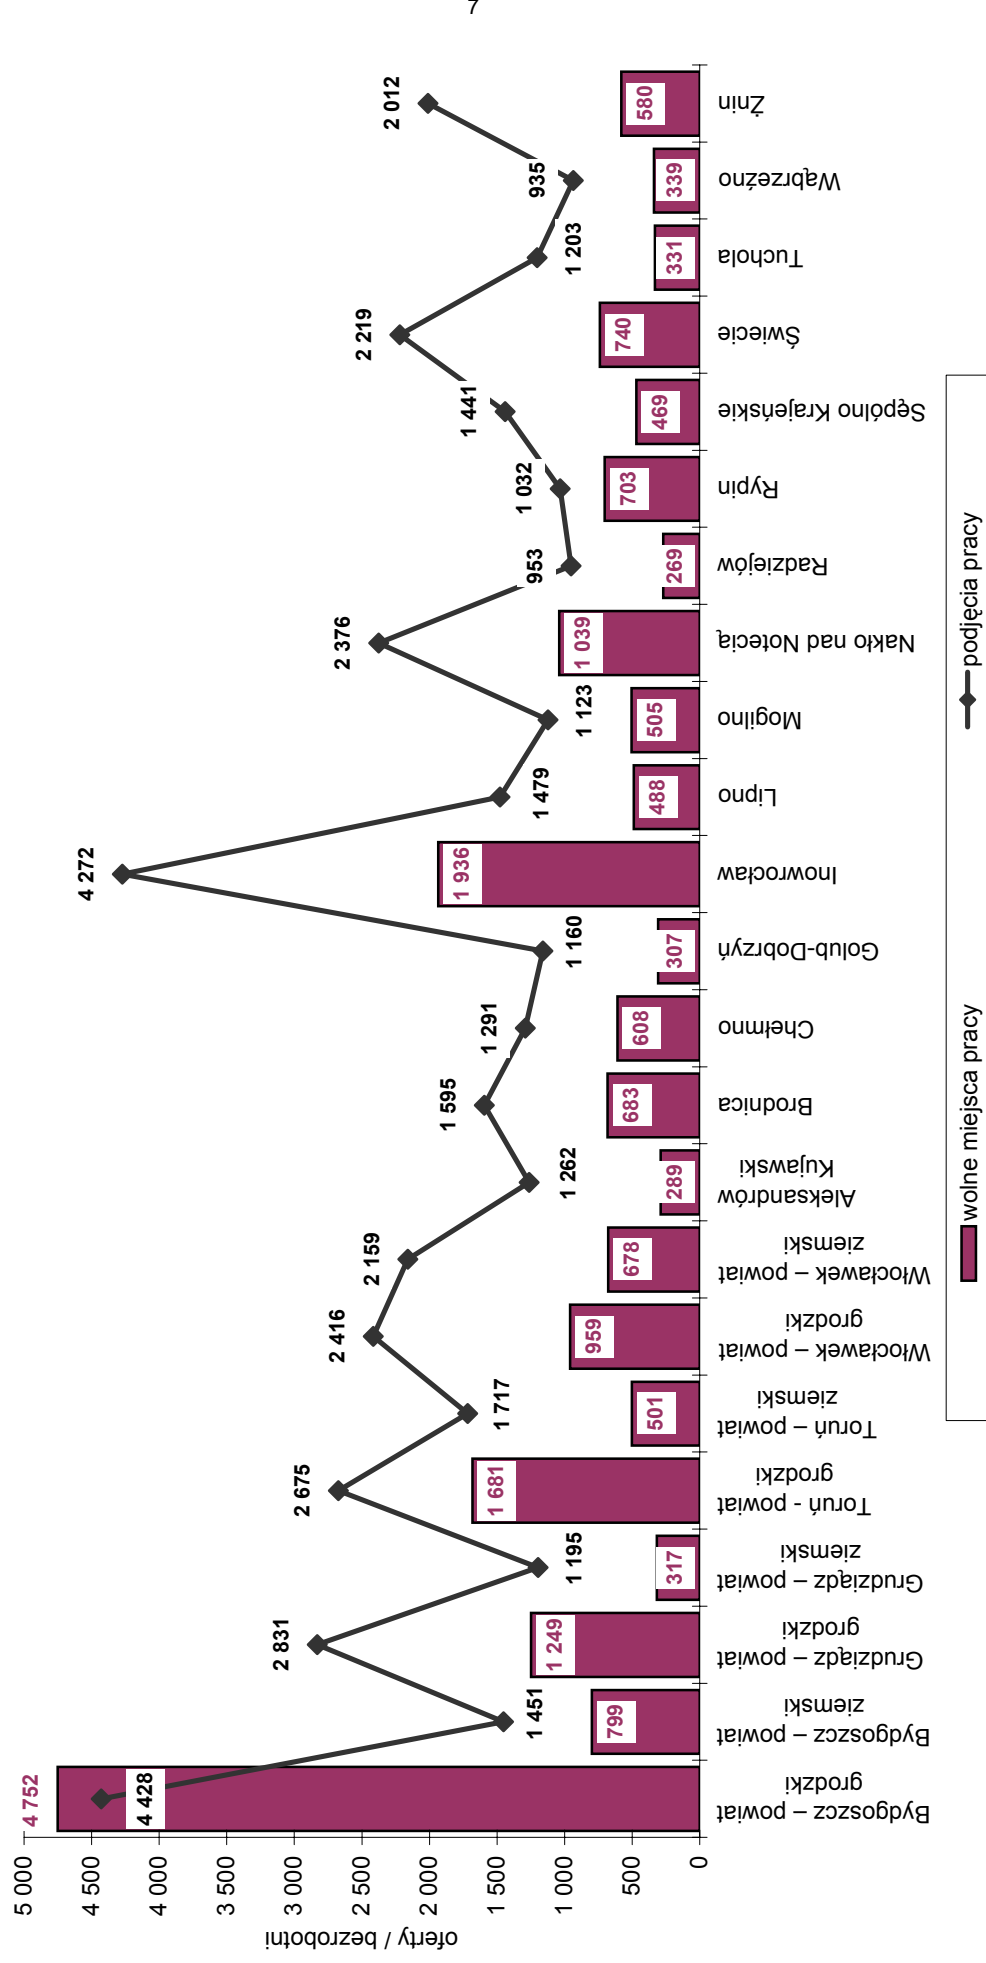 7
oferty / bezrobotni
5 000
4 500
4 000
3 500
3 000
2 500
2 000
1 500
1 000
500
0
4 752
4 428
1 451
799
2 831
1 249
1 195
317
2 675
1 681
1 717
501
2 416
959
2 159
678
1 262
289
1 595
683
1 291
608
1 160
307
4 272
1 936
1 479
488
1 123
505
2 376
1 039
953
269
1 032
703
1 441
469
2 219
740
1 203
331
935
339
2 012
580
Bydgoszcz – powiat
grodzki
Bydgoszcz – powiat
ziemski
Grudziądz – powiat
grodzki
Grudziądz – powiat
ziemski
Toruń - powiat
grodzki
Toruń – powiat
ziemski
Włocławek – powiat
grodzki
Włocławek – powiat
ziemski
Aleksandrów
Kujawski
Brodnica
Chełmno
Golub-Dobrzyń
Inowrocław
Lipno
Mogilno
Nakło nad Notecią
Radziejów
Rypin
Sępólno Krajeńskie
Świecie
Tuchola
Wąbrzeźno
Żnin
wolne miejsca pracy
podjęcia pracy